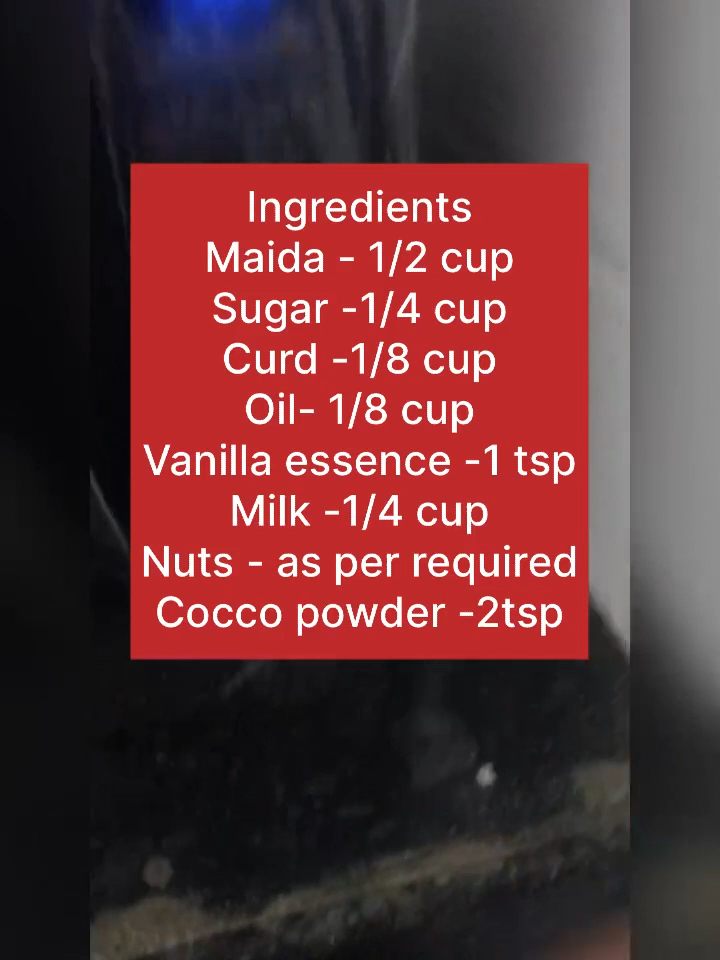 Ingredients
Maida - 1/2 cup
Sugar -1/4 cup
Curd -1/8 cup
Oil- 1/8 cup
Vanilla essence -1 tsp
Milk -1/4 cup
Nuts - as per required
Cocco powder -2tsp